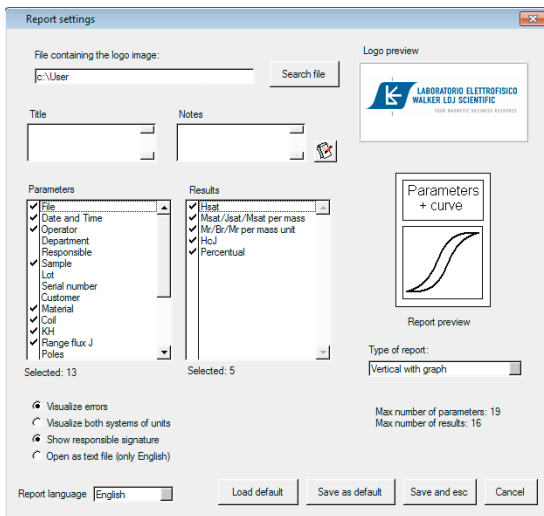 Report settings
File containing the logo image:
c:\User
Search file
Logo preview
LABORATORIO ELETTROFISICO
WALKER LDJ SCIENTIFIC
YOUR MAGNETIC BUSINESS RESOURCE
Title
Notes
Parameters
File
Date and Time
Operator
Department
Responsible
Sample
Lot
Serial number
Customer
Material
Coil
KH
Range flux J
Poles
Selected: 13
Results
Hsat
Msat/Jsat/Msat per mass
Mr/Br/Mr per mass unit
HcJ
Percentual
Selected: 5
Parameters
+ curve
Report preview
Type of report:
Vertical with graph
Max number of parameters: 19
Max number of results: 16
Visualize errors
Visualize both systems of units
Show responsible signature
Open as text file (only English)
Report language
English
Load default
Save as default
Save and esc
Cancel